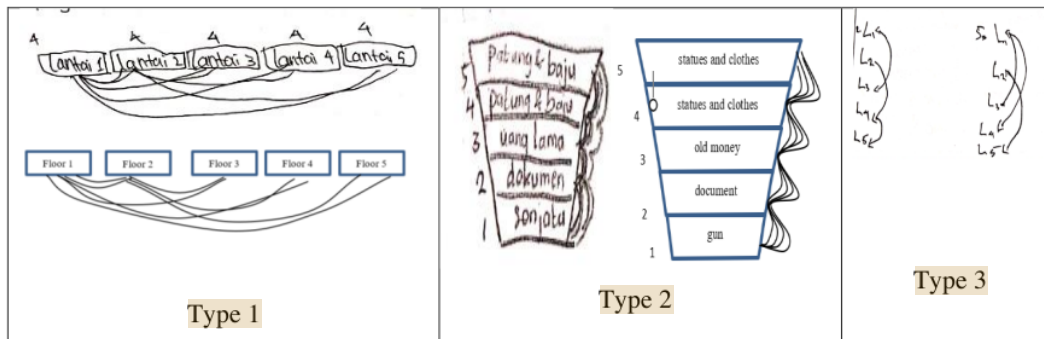 4 4 4 4 4
Lantai 1 Lantai 2 Lantai 3 Lantai 4 Lantai 5
Floor 1 Floor 2 Floor 3 Floor 4 Floor 5
Type 1
patung & baju
5
patung & baju
4
uang lama
3
dokumen
2
senjata
1
statues and clothes
5
statues and clothes
4
old money
3
document
2
gun
1
Type 2
L1
L2
L3
L4
L5
5. L1
L2
L3
L4
L5
Type 3